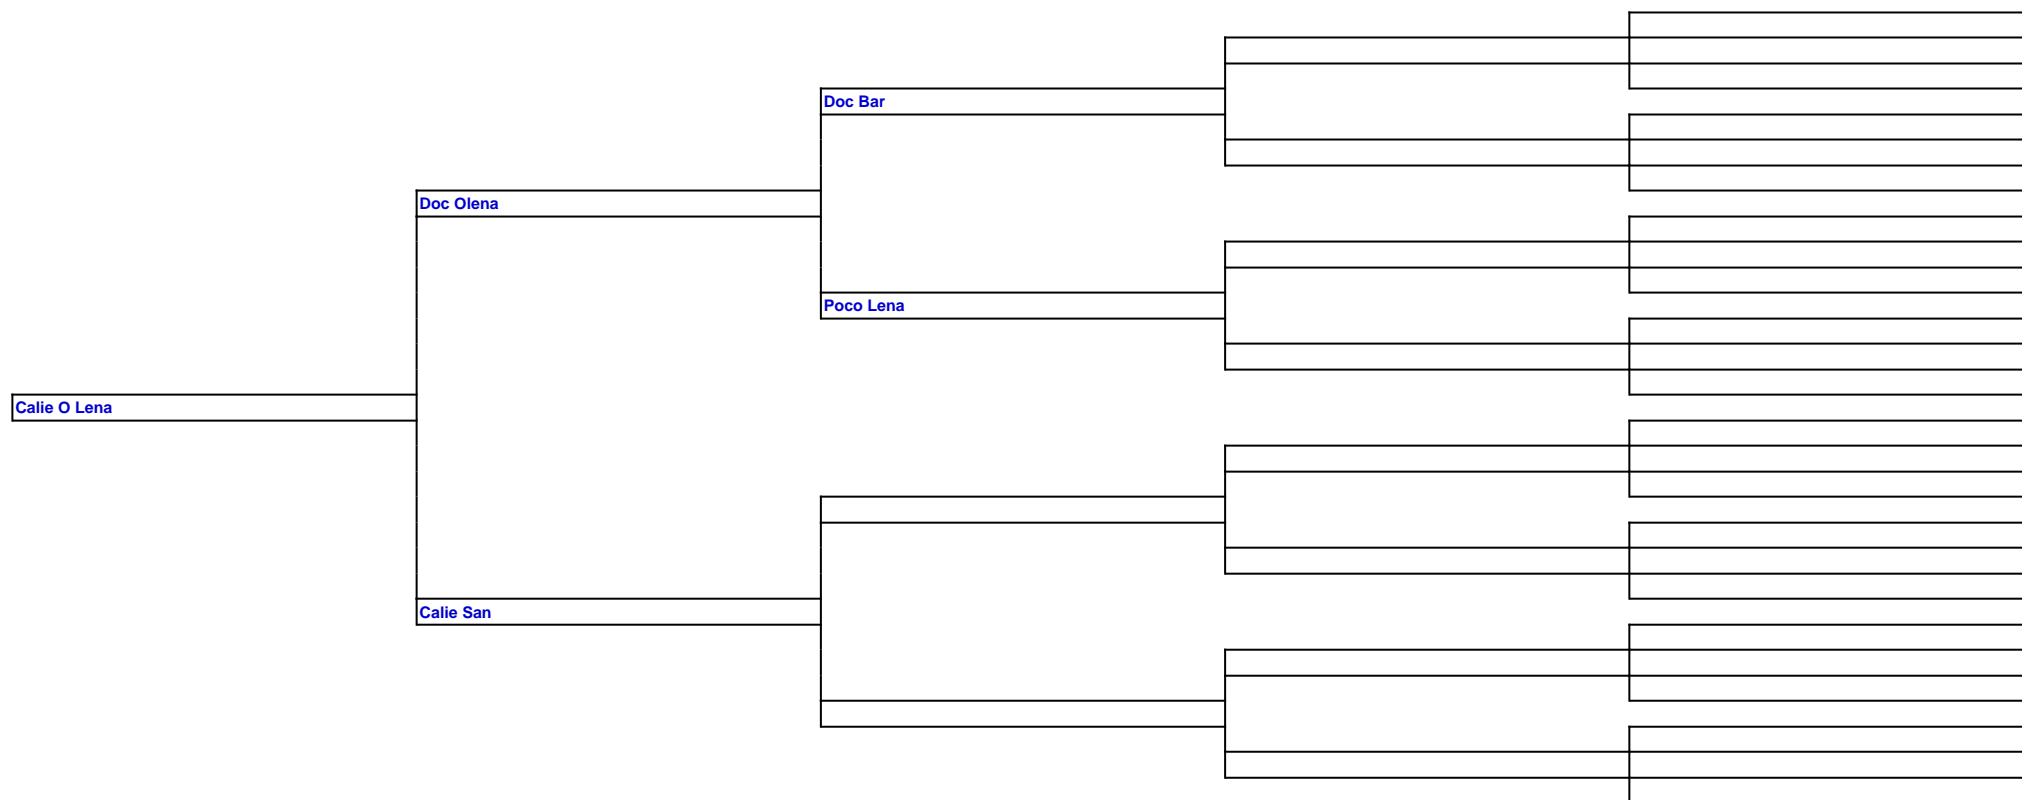 Doc Bar
Doc Olena
Poco Lena
Calie O Lena
Calie San